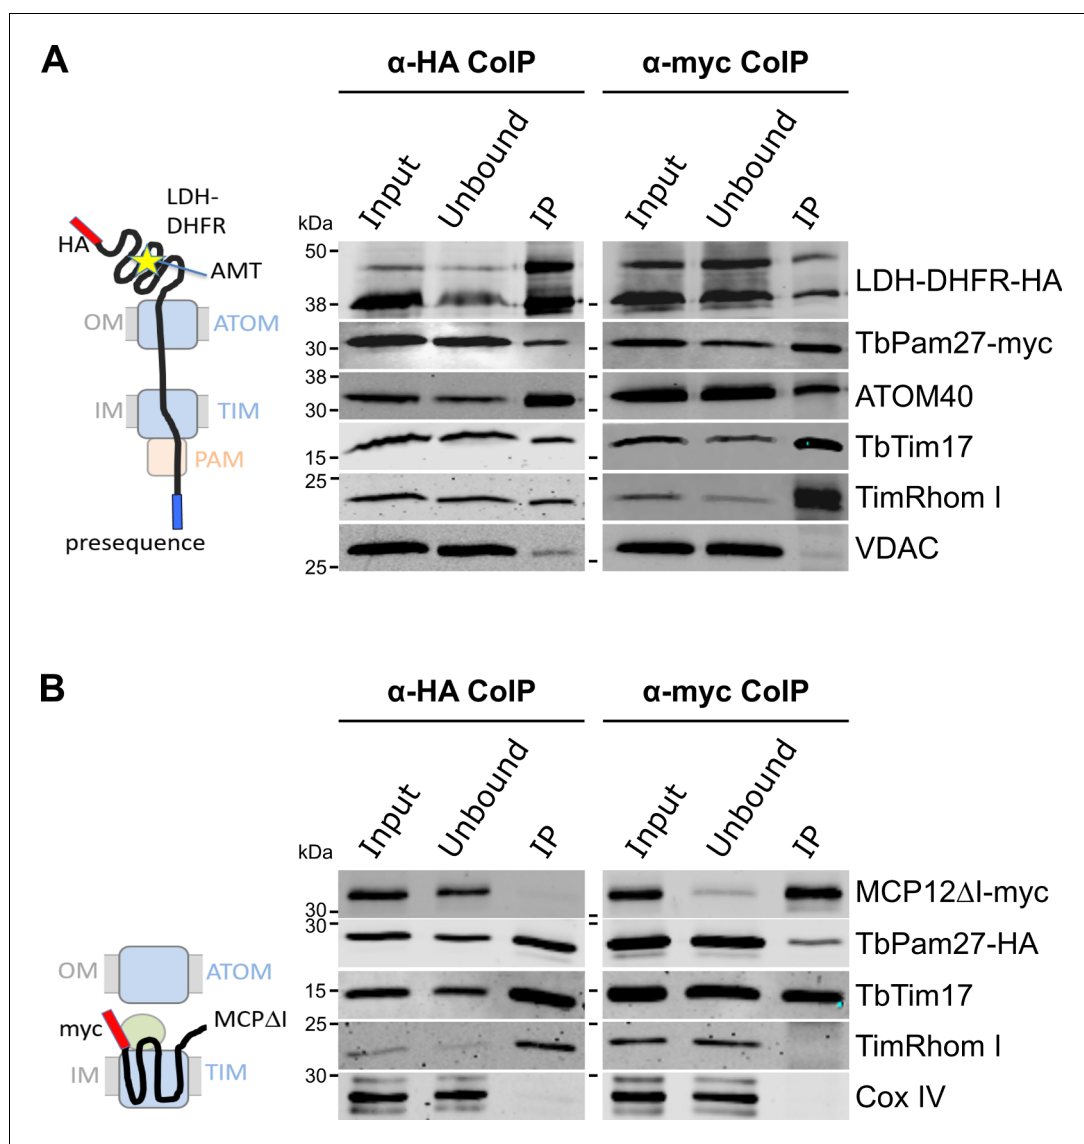 A
α-HA CoIP
α-myc CoIP
Input
Unbound
IP
Input
Unbound
IP
kDa
LDH-
DHFR
HA
AMT
OM
ATOM
IM
TIM
PAM
presequence
50
38
LDH-DHFR-HA
30
TbPam27-myc
38
30
ATOM40
15
TbTim17
25
TimRhom I
25
VDAC
B
α-HA CoIP
α-myc CoIP
Input
Unbound
IP
Input
Unbound
IP
kDa
30
MCP12ΔI-myc
30
TbPam27-HA
15
TbTim17
25
TimRhom I
30
Cox IV
OM
ATOM
myc
MCPΔI
IM
TIM